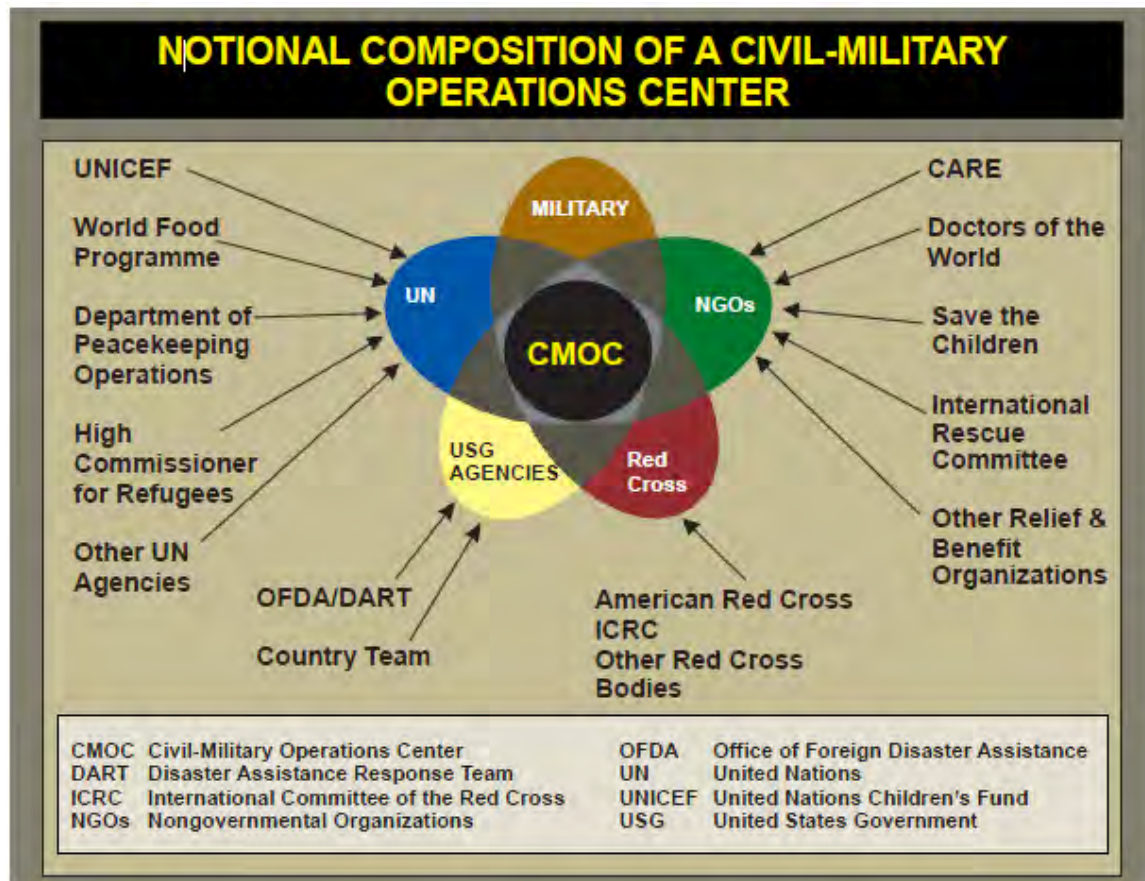 NOTIONAL COMPOSITION OF A CIVIL-MILITARY
OPERATIONS CENTER
UNICEF
World Food
Programme
Department of
Peacekeeping
Operations
High
Commissioner
for Refugees
Other UN
Agencies
MILITARY
UN
NGOs
CMOC
USG
AGENCIES
Red
Cross
CARE
Doctors of the
World
Save the
Children
International
Rescue
Committee
Other Relief &
Benefit
Organizations
OFDA/DART
Country Team
American Red Cross
ICRC
Other Red Cross
Bodies
CMOC Civil-Military Operations Center
DART Disaster Assistance Response Team
ICRC International Committee of the Red Cross
NGOs Nongovernmental Organizations
OFDA Office of Foreign Disaster Assistance
UN United Nations
UNICEF United Nations Children's Fund
USG United States Government